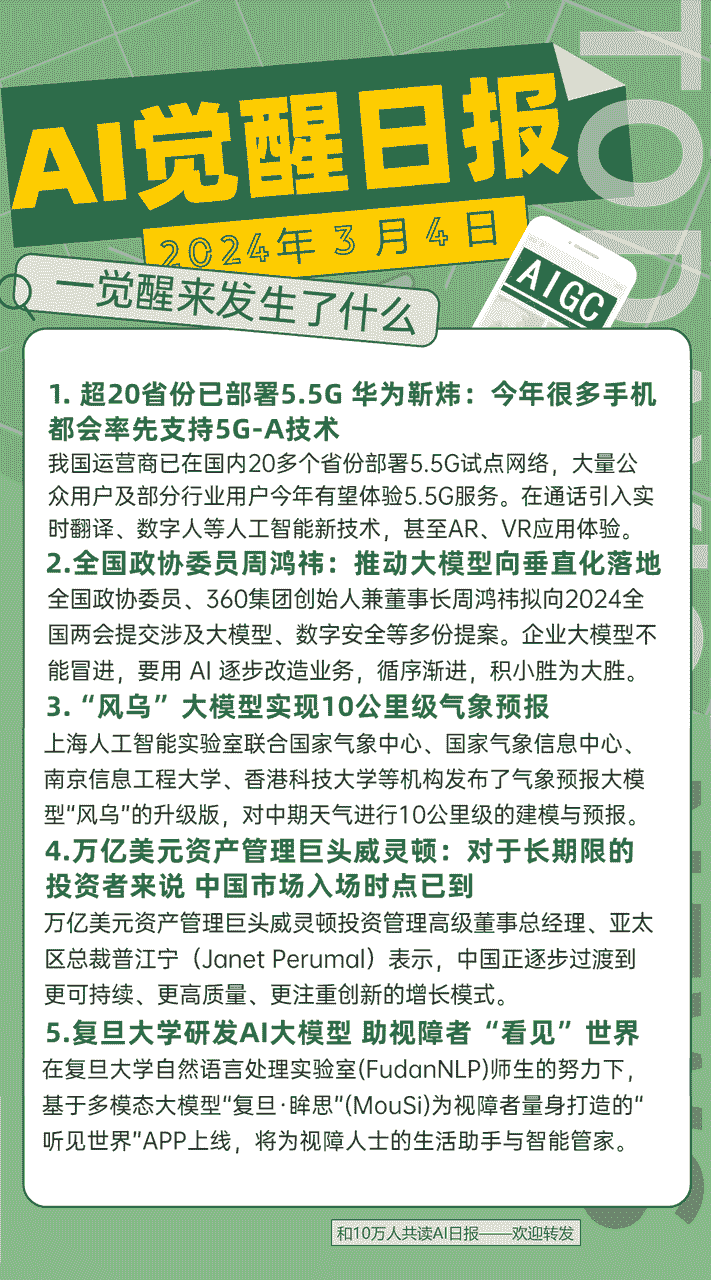 AI觉醒日报
2024年3月4日
一觉醒来发生了什么
AIGC
1. 超20省份已部署5.5G 华为靳炜：今年很多手机
都会率先支持5G-A技术
我国运营商已在国内20多个省份部署5.5G试点网络，大量公
众用户及部分行业用户今年有望体验5.5G服务。在通话引入实
时翻译、数字人等人工智能新技术，甚至AR、VR应用体验。
2.全国政协委员周鸿祎：推动大模型向垂直化落地
全国政协委员、360集团创始人兼董事长周鸿祎拟向2024全
国两会提交涉及大模型、数字安全等多份提案。企业大模型不
能冒进，要用 AI 逐步改造业务，循序渐进，积小胜为大胜。
3. “风乌” 大模型实现10公里级气象预报
上海人工智能实验室联合国家气象中心、国家气象信息中心、
南京信息工程大学、香港科技大学等机构发布了气象预报大模
型“风乌”的升级版，对中期天气进行10公里级的建模与预报。
4.万亿美元资产管理巨头威灵顿：对于长期限的
投资者来说 中国市场入场时点已到
万亿美元资产管理巨头威灵顿投资管理高级董事总经理、亚太
区总裁普江宁（Janet Perumal）表示，中国正逐步过渡到
更可持续、更高质量、更注重创新的增长模式。
5.复旦大学研发AI大模型 助视障者 “看见” 世界
在复旦大学自然语言处理实验室(FudanNLP)师生的努力下，
基于多模态大模型“复旦·眸思”(MouSi)为视障者量身打造的“
听见世界”APP上线，将为视障人士的生活助手与智能管家。
和10万人共读AI日报——欢迎转发